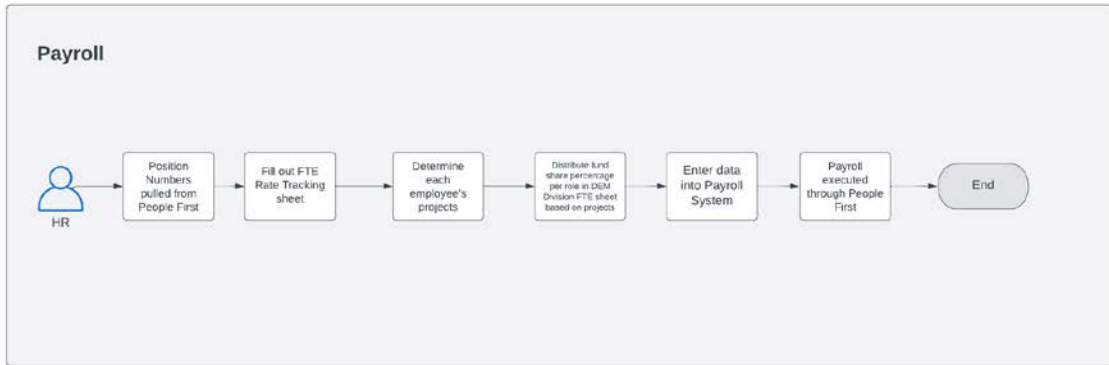 Payroll
HR
Position
Numbers
pulled from
People First
Fill out FTE
Rate Tracking
sheet
Determine
each
employee's
projects
Distribute fund
share percentage
per role in DEM
Division FTE sheet
based on projects
Enter data
into Payroll
System
Payroll
executed
through People
First
End